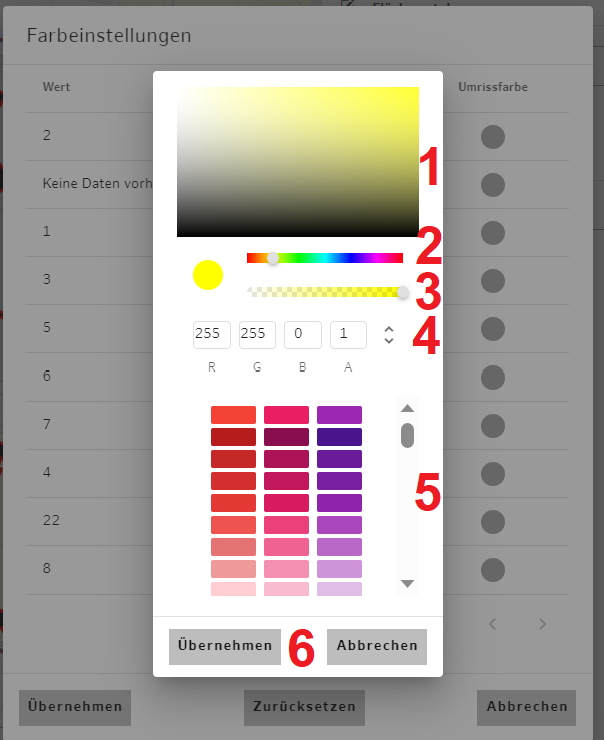 Farbeinstellungen
Wert Umrissfarbe
2
Keine Daten vorh
1
1
2
3
3
255 255 0 1 4
5
R G B A
6
7
4
5
22
8
Übernehmen 6 Abbrechen
Übernehmen Zurücksetzen Abbrechen